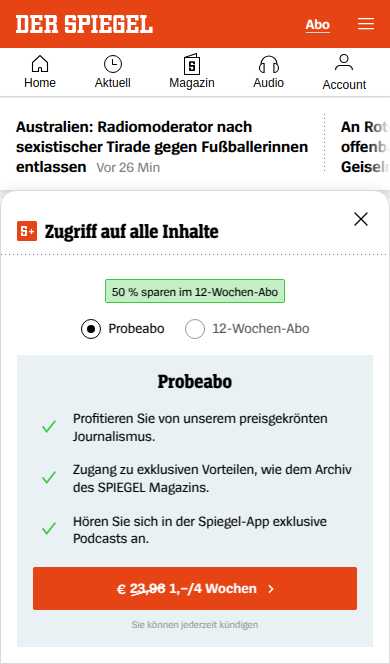 DER SPIEGEL
Abo
Home
Aktuell
Magazin
Audio
Account
Australien: Radiomoderator nach
sexistischer Tirade gegen Fußballerinnen
entlassen Vor 26 Min
An Rot
offenb
Geiseln
S+ Zugriff auf alle Inhalte
50 % sparen im 12-Wochen-Abo
Probeabo
12-Wochen-Abo
Probeabo
Profitieren Sie von unserem preisgekrönten
Journalismus.
Zugang zu exklusiven Vorteilen, wie dem Archiv
des SPIEGEL Magazins.
Hören Sie sich in der Spiegel-App exklusive
Podcasts an.
€ 23,96 1,–/4 Wochen
Sie können jederzeit kündigen